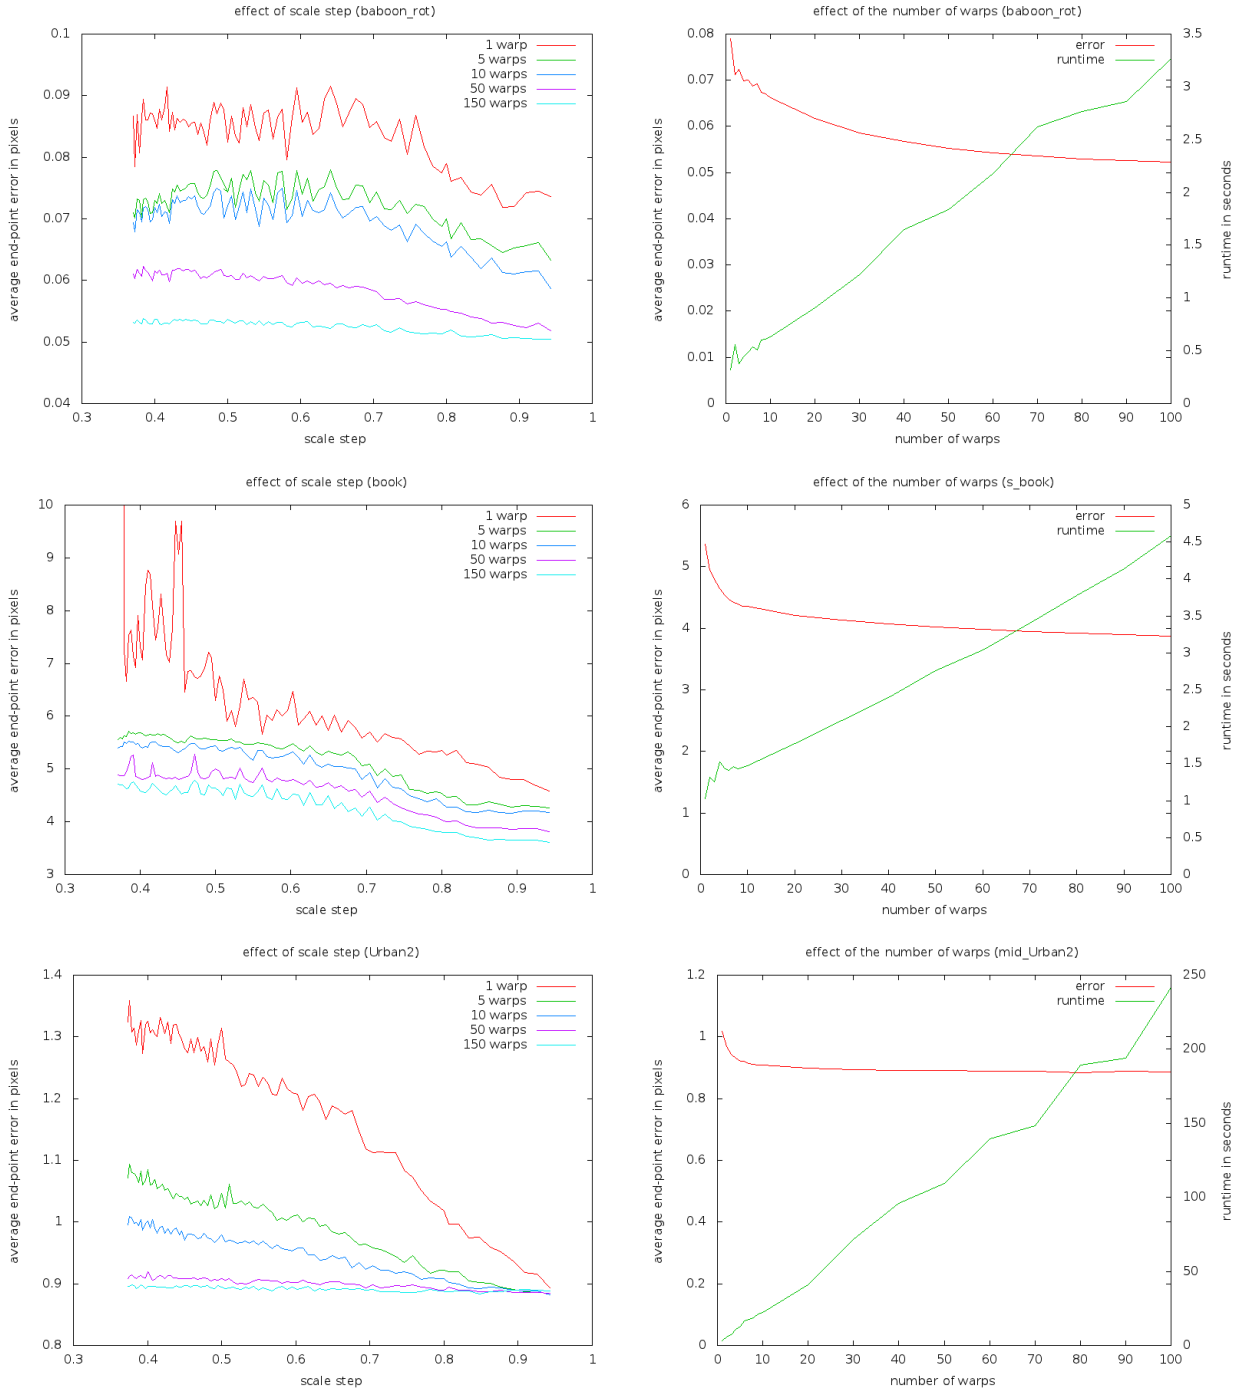 effect of scale step (baboon_rot)
average end-point error in pixels
0.1
0.09
0.08
0.07
0.06
0.05
0.04
1 warp
5 warps
10 warps
50 warps
150 warps
0.3 0.4 0.5 0.6 0.7 0.8 0.9 1
scale step
effect of the number of warps (baboon_rot)
average end-point error in pixels
0.08
0.07
0.06
0.05
0.04
0.03
0.02
0.01
0
error
runtime
3.5
3
2.5
2
1.5
1
0.5
0
runtime in seconds
0 10 20 30 40 50 60 70 80 90 100
number of warps
effect of scale step (book)
average end-point error in pixels
10
9
8
7
6
5
4
3
1 warp
5 warps
10 warps
50 warps
150 warps
0.3 0.4 0.5 0.6 0.7 0.8 0.9 1
scale step
effect of the number of warps (s_book)
average end-point error in pixels
6
5
4
3
2
1
0
error
runtime
5
4.5
4
3.5
3
2.5
2
1.5
1
0.5
0
runtime in seconds
0 10 20 30 40 50 60 70 80 90 100
number of warps
effect of scale step (Urban2)
average end-point error in pixels
1.4
1.3
1.2
1.1
1
0.9
0.8
1 warp
5 warps
10 warps
50 warps
150 warps
0.3 0.4 0.5 0.6 0.7 0.8 0.9 1
scale step
effect of the number of warps (mid_Urban2)
average end-point error in pixels
1.2
1
0.8
0.6
0.4
0.2
0
error
runtime
250
200
150
100
50
0
runtime in seconds
0 10 20 30 40 50 60 70 80 90 100
number of warps